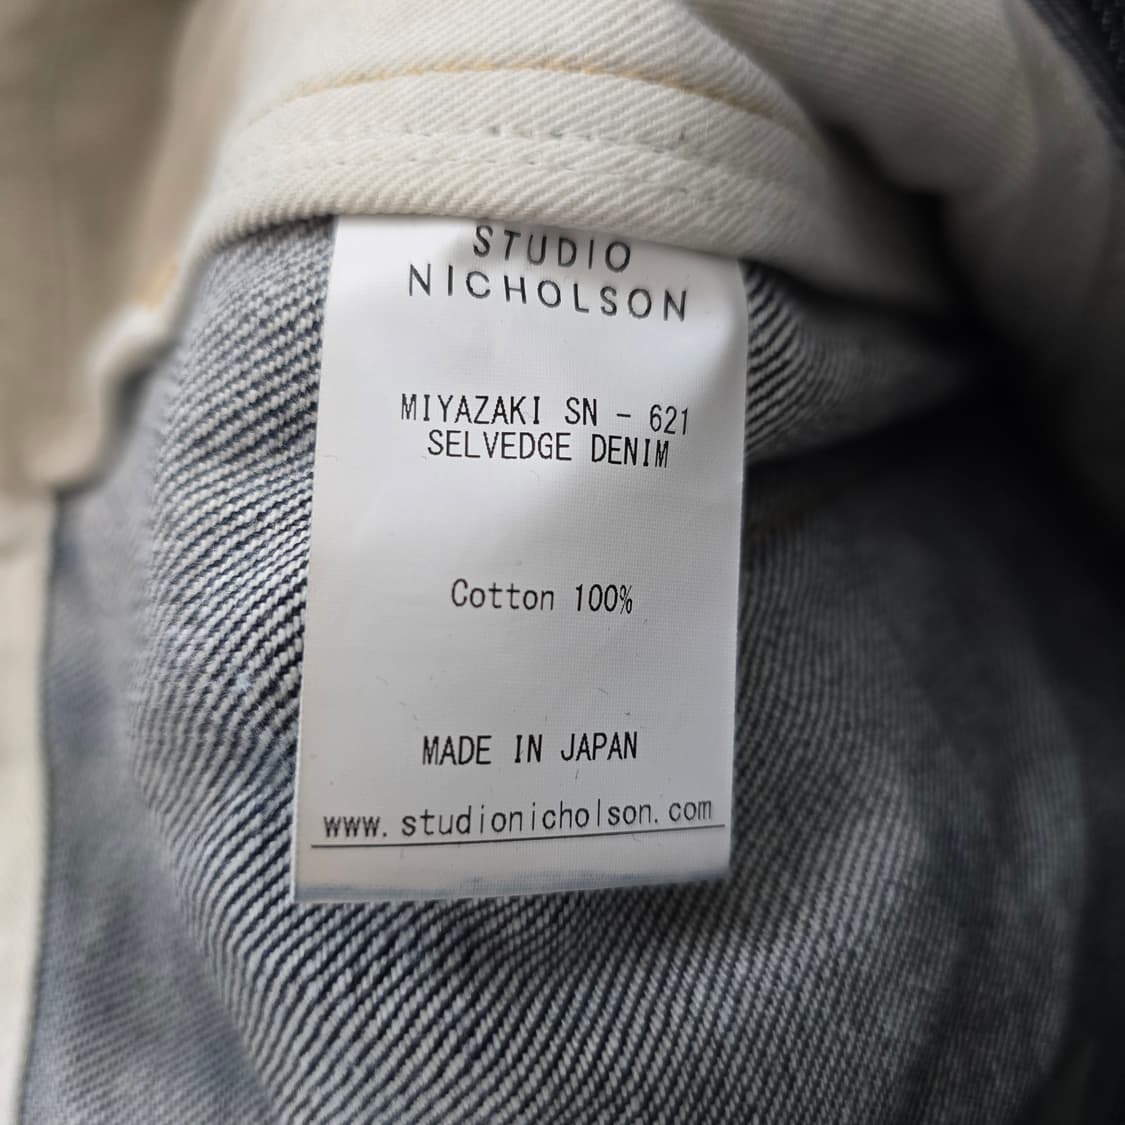 STUDIO
NICHOLSON
MIYAZAKI SN - 621
SELVEDGE DENIM
Cotton 100%
MADE IN JAPAN
www.studionicholson.com